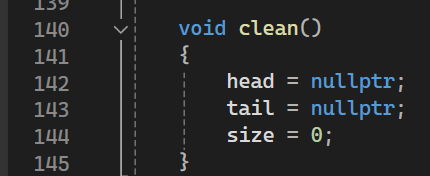 139
140 void clean()
141 {
142 head = nullptr;
143 tail = nullptr;
144 size = 0;
145 }